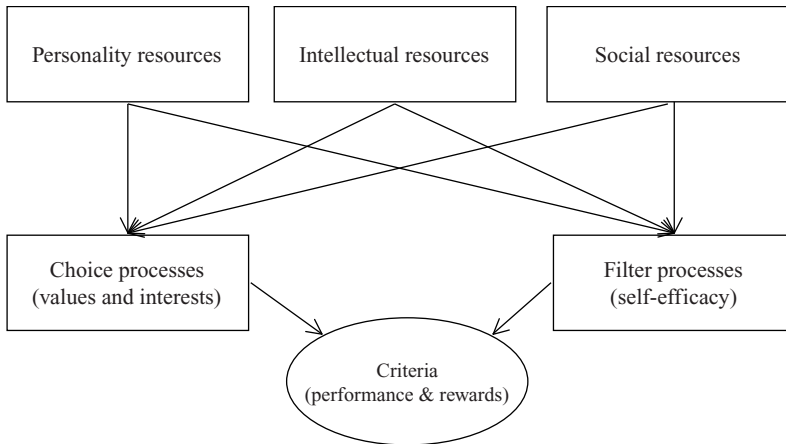 Personality resources
Intellectual resources
Social resources
Choice processes
(values and interests)
Filter processes
(self-efficacy)
Criteria
(performance & rewards)